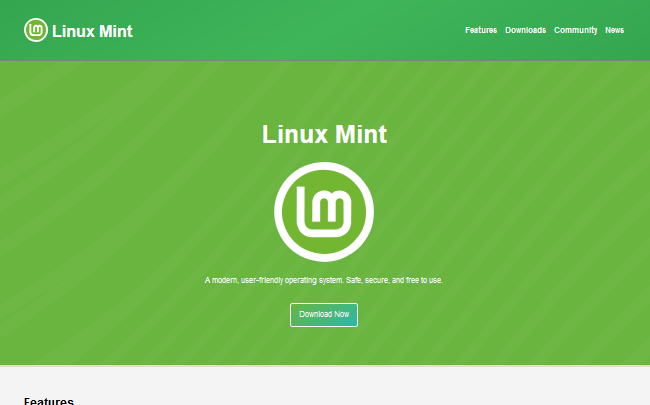 Linux Mint
Features Downloads Community News
Linux Mint
A modern, user-friendly operating system. Safe, secure, and free to use.
Download Now
Features